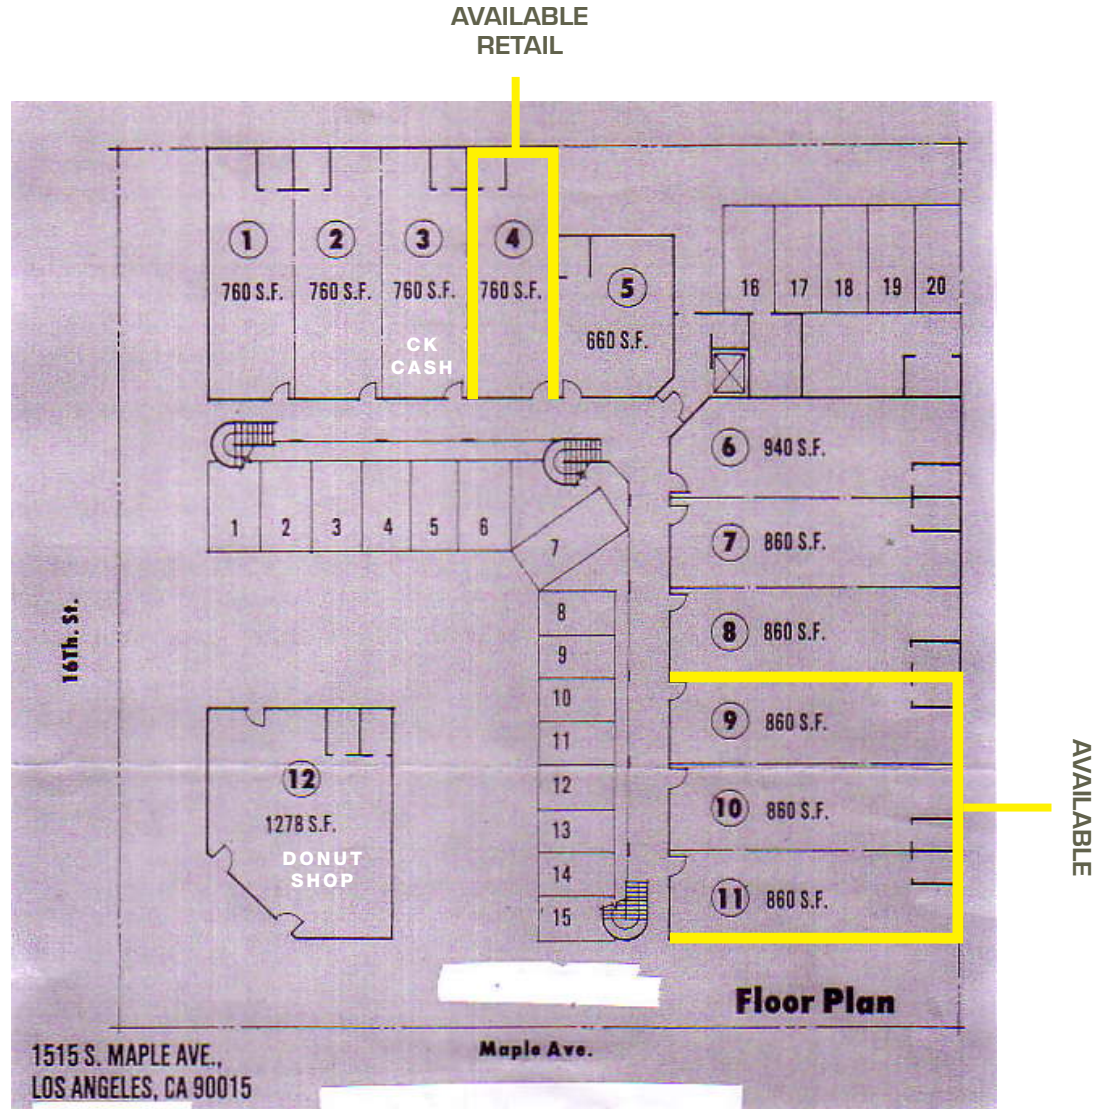 AVAILABLE
RETAIL
1
2
3
4
5
760 S.F.
760 S.F.
760 S.F.
760 S.F.
660 S.F.
CK
CASH
16
17
18
19
20
6
940 S.F.
7
860 S.F.
8
860 S.F.
9
860 S.F.
10
860 S.F.
11
860 S.F.
1
2
3
4
5
6
7
8
9
10
11
12
13
14
15
16Th. St.
12
1278 S.F.
DONUT
SHOP
AVAILABLE
Floor Plan
Maple Ave.
1515 S. MAPLE AVE.,
LOS ANGELES, CA 90015